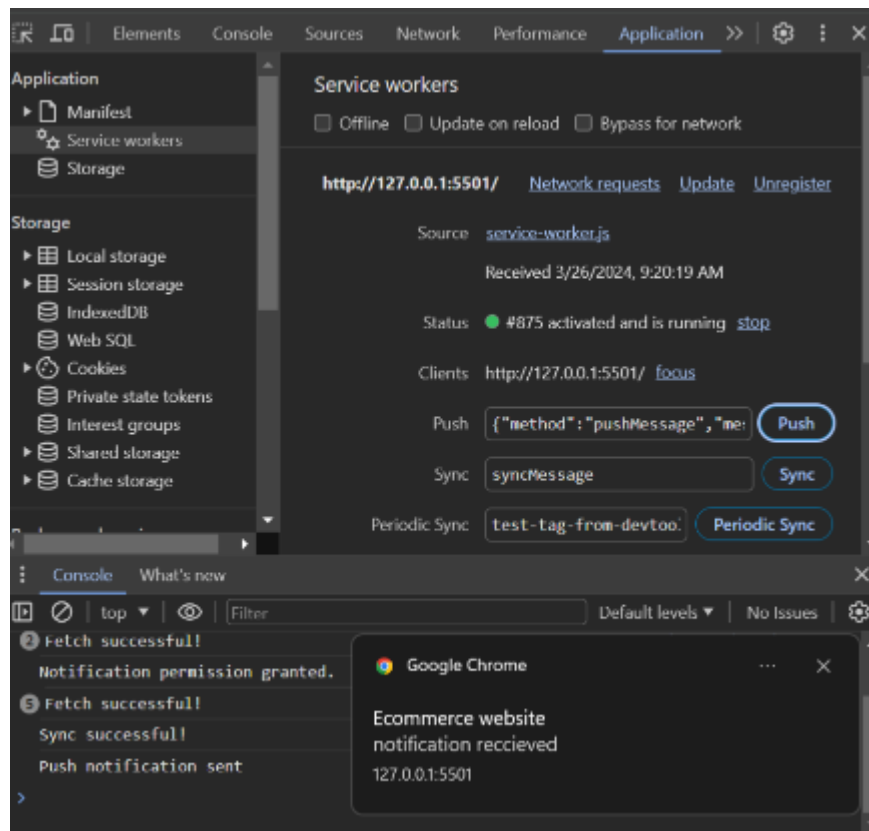 Elements Console Sources Network Performance Application
Application
Manifest
Service workers
Storage
Storage
Local storage
Session storage
IndexedDB
Web SQL
Cookies
Private state tokens
Interest groups
Shared storage
Cache storage
Service workers
Offline Update on reload Bypass for network
http://127.0.0.1:5501/ Network requests Update Unregister
Source service-worker.js
Received 3/26/2024, 9:20:19 AM
Status #875 activated and is running stop
Clients http://127.0.0.1:5501/ focus
Push {"method":"pushMessage","me Push
Sync syncMessage Sync
Periodic Sync test-tag-from-devtool Periodic Sync
Console What's new
top Filter Default levels No Issues
2 Fetch successful!
Notification permission granted.
5 Fetch successful!
Sync successful!
Push notification sent
Google Chrome
Ecommerce website
notification reccieved
127.0.0.1:5501